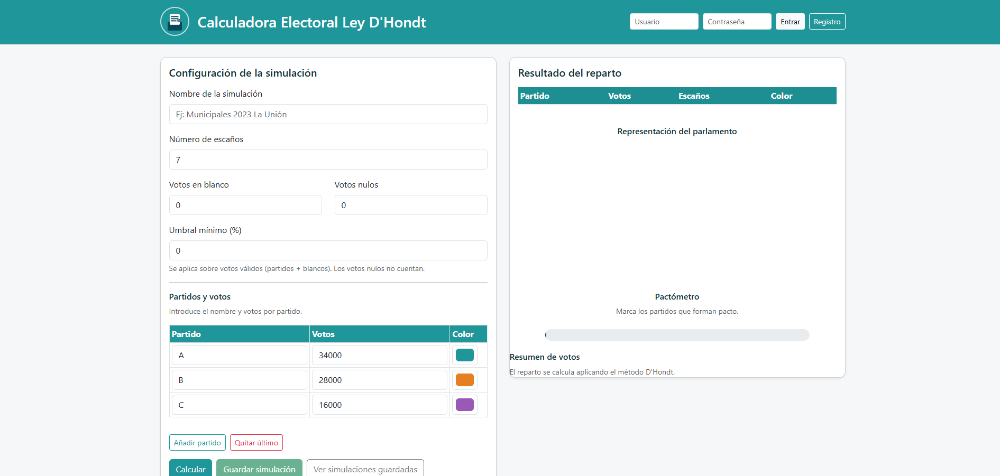 Calculadora Electoral Ley D'Hondt
Usuario
Contraseña
Entrar
Registro
Configuración de la simulación
Nombre de la simulación
Ej: Municipales 2023 La Unión
Número de escaños
7
Votos en blanco
Votos nulos
0
0
Umbral mínimo (%)
0
Se aplica sobre votos válidos (partidos + blancos). Los votos nulos no cuentan.
Partidos y votos
Introduce el nombre y votos por partido.
Partido Votos Color
A 34000
B 28000
C 16000
Añadir partido
Quitar último
Calcular
Guardar simulación
Ver simulaciones guardadas
Resultado del reparto
Partido Votos Escaños Color
Representación del parlamento
Pactómetro
Marca los partidos que forman pacto.
Resumen de votos
El reparto se calcula aplicando el método D'Hondt.